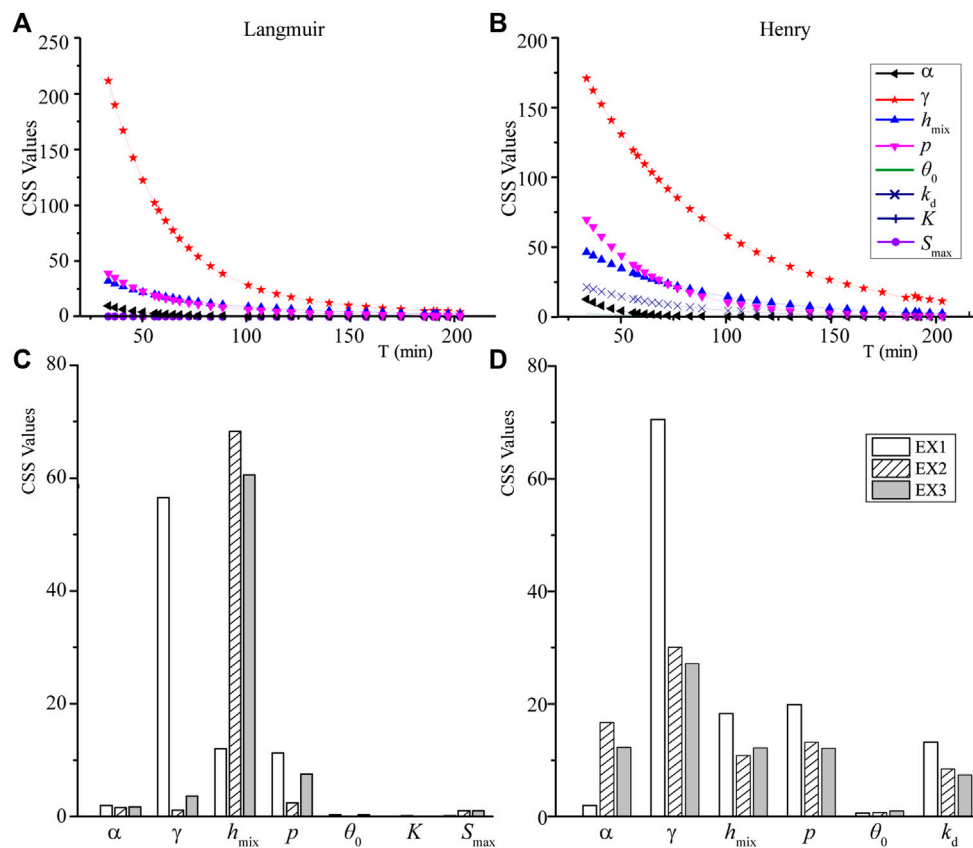 A
Langmuir
250
200
150
100
50
0
CSS Values
50
100
150
200
T (min)
B
Henry
200
150
100
50
0
CSS Values
50
100
150
200
T (min)
α
γ
h_mix
p
θ_0
k_d
K
S_max
C
80
60
40
20
0
CSS Values
α γ h_mix p θ_0 K S_max
D
80
60
40
20
0
CSS Values
EX1
EX2
EX3
α γ h_mix p θ_0 k_d